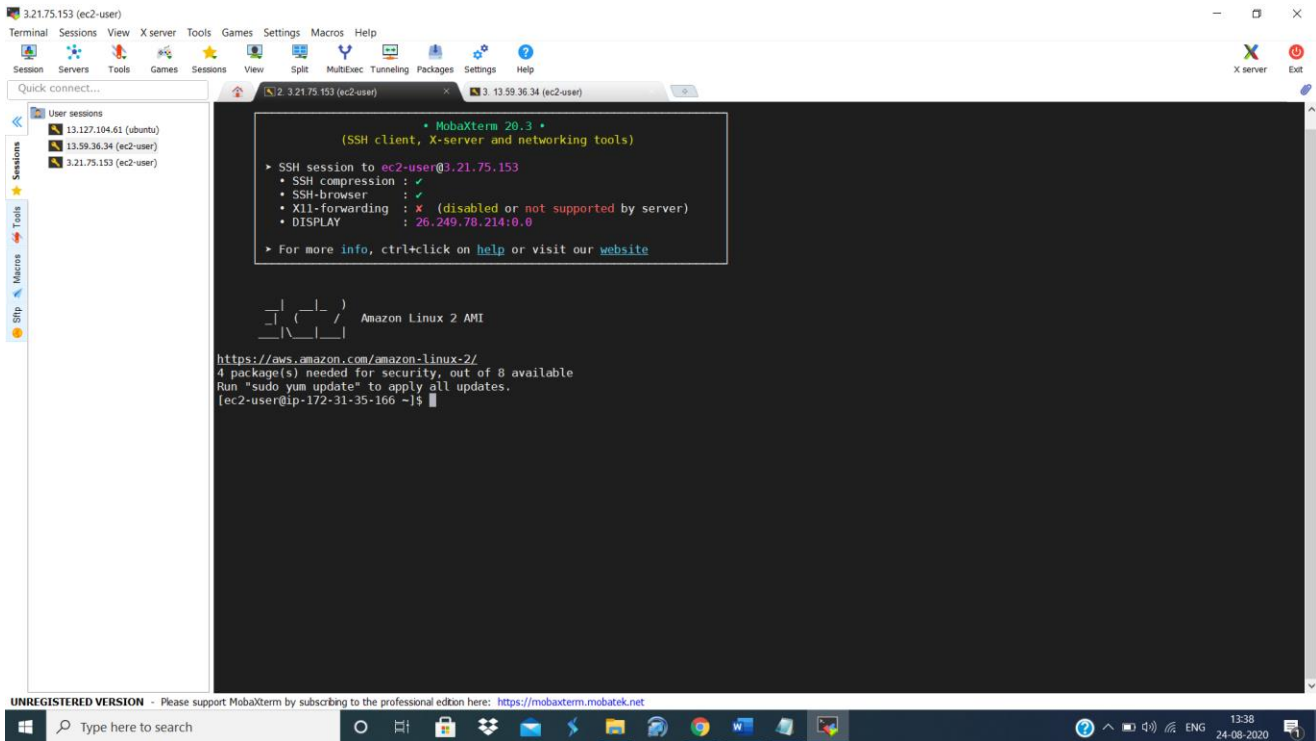 3.21.75.153 (ec2-user)
Terminal Sessions View X server Tools Games Settings Macros Help
Session Servers Tools Games Sessions View Split MultiExec Tunneling Packages Settings Help X server Exit
Quick connect...
2. 3.21.75.153 (ec2-user) 3. 13.59.36.34 (ec2-user)
User sessions
13.127.104.61 (ubuntu)
13.59.36.34 (ec2-user)
3.21.75.153 (ec2-user)
Sessions
Tools
Macros
Sftp
• MobaXterm 20.3 •
(SSH client, X-server and networking tools)
➤ SSH session to ec2-user@3.21.75.153
• SSH compression : ✔
• SSH-browser : ✔
• X11-forwarding : ✘ (disabled or not supported by server)
• DISPLAY : 26.249.78.214:0.0
➤ For more info, ctrl+click on help or visit our website
__| __|_ )
_| ( / Amazon Linux 2 AMI
___|\___|___|
https://aws.amazon.com/amazon-linux-2/
4 package(s) needed for security, out of 8 available
Run "sudo yum update" to apply all updates.
[ec2-user@ip-172-31-35-166 ~]$
UNREGISTERED VERSION - Please support MobaXterm by subscribing to the professional edition here: https://mobaxterm.mobatek.net
Type here to search
ENG
13:38
24-08-2020